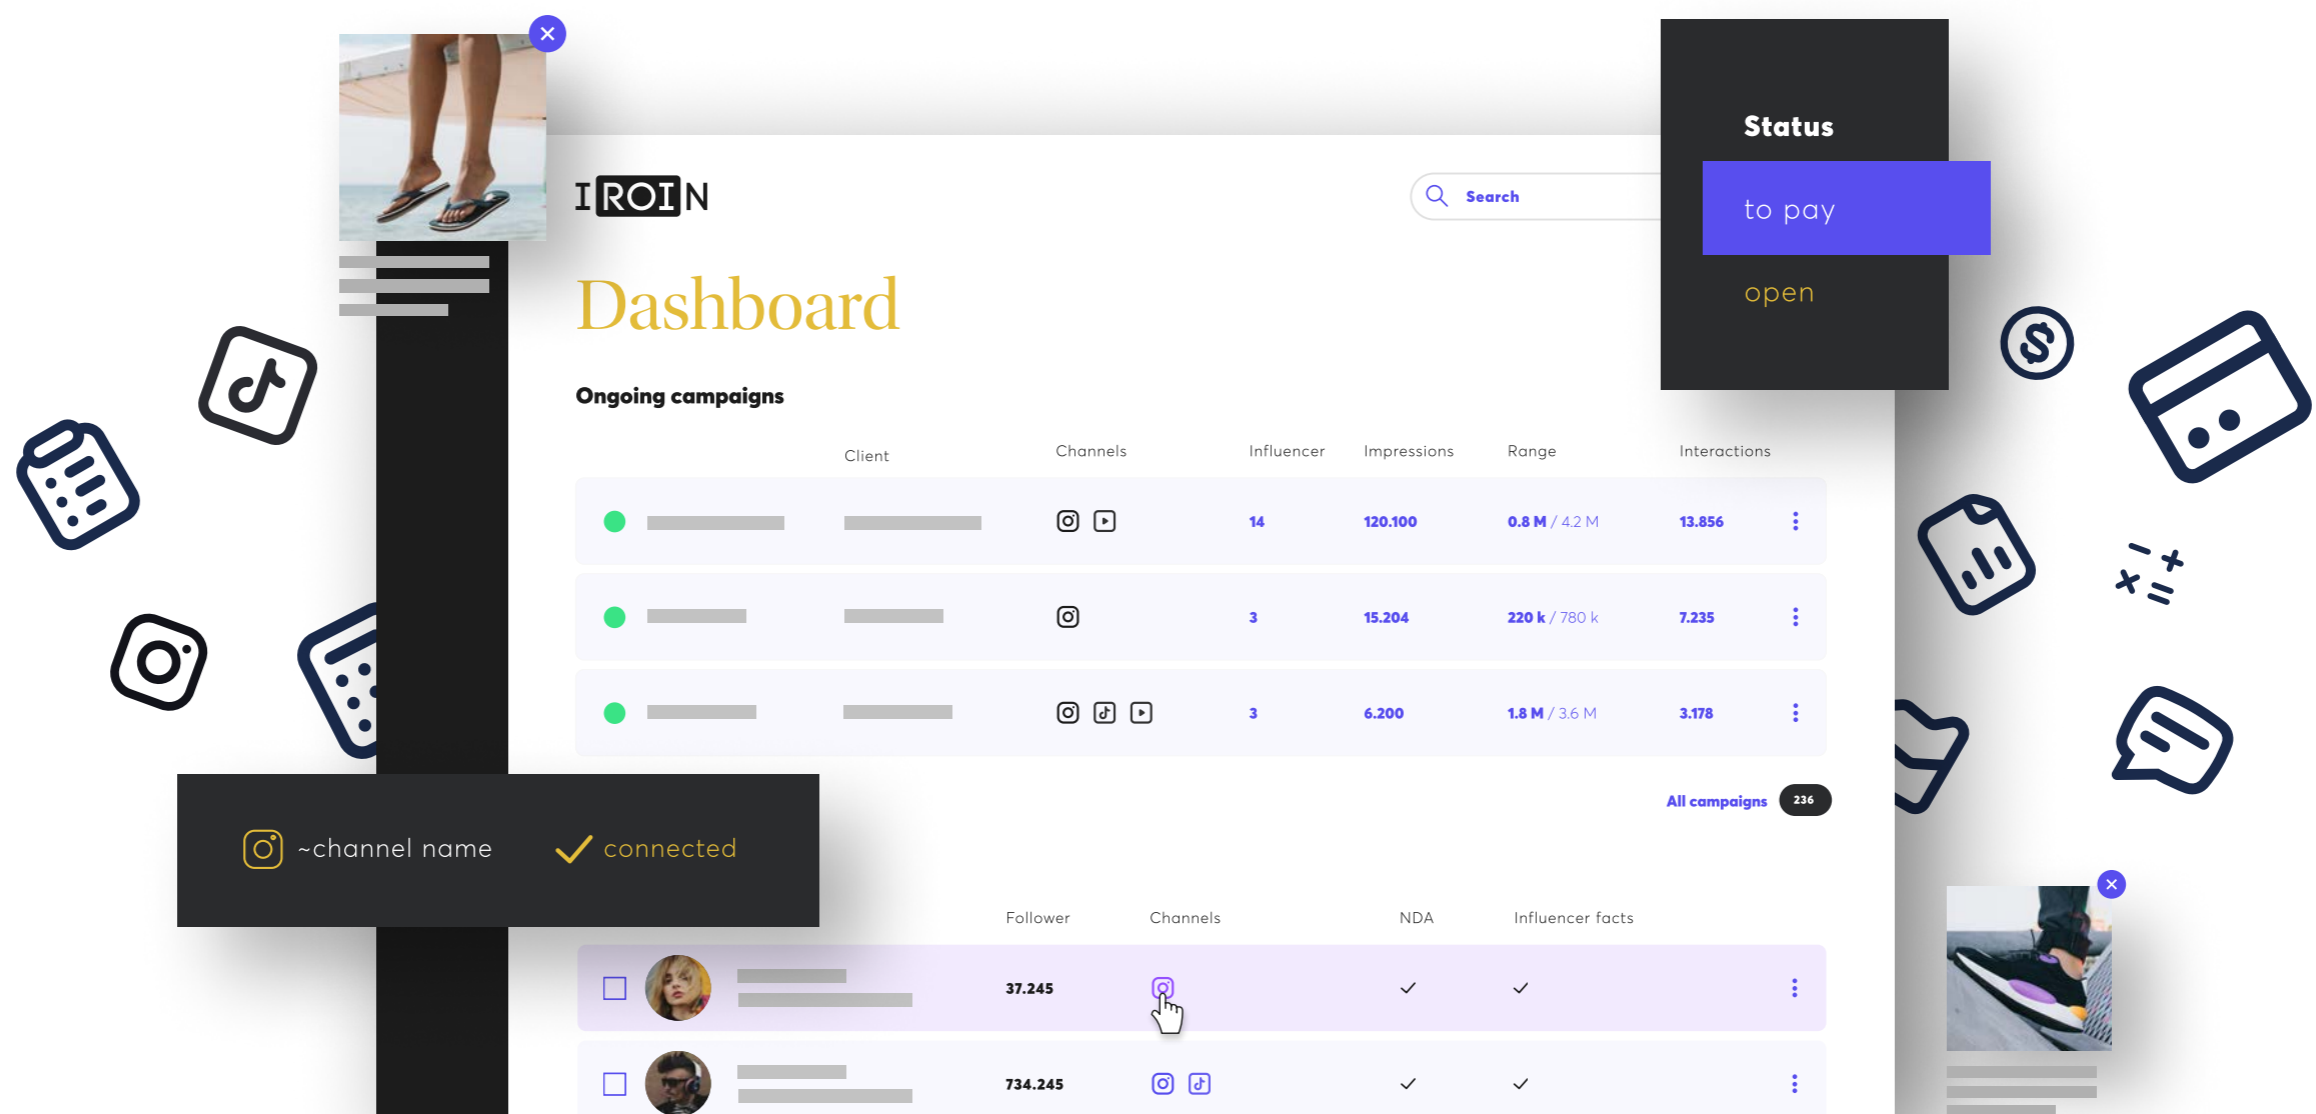 IROIN
Search
Status
to pay
open
Dashboard
Ongoing campaigns
Client Channels Influencer Impressions Range Interactions
14 120.100 0.8 M / 4.2 M 13.856
3 15.204 220 k / 780 k 7.235
3 6.200 1.8 M / 3.6 M 3.178
All campaigns 236
~channel name connected
Follower Channels NDA Influencer facts
37.245
734.245